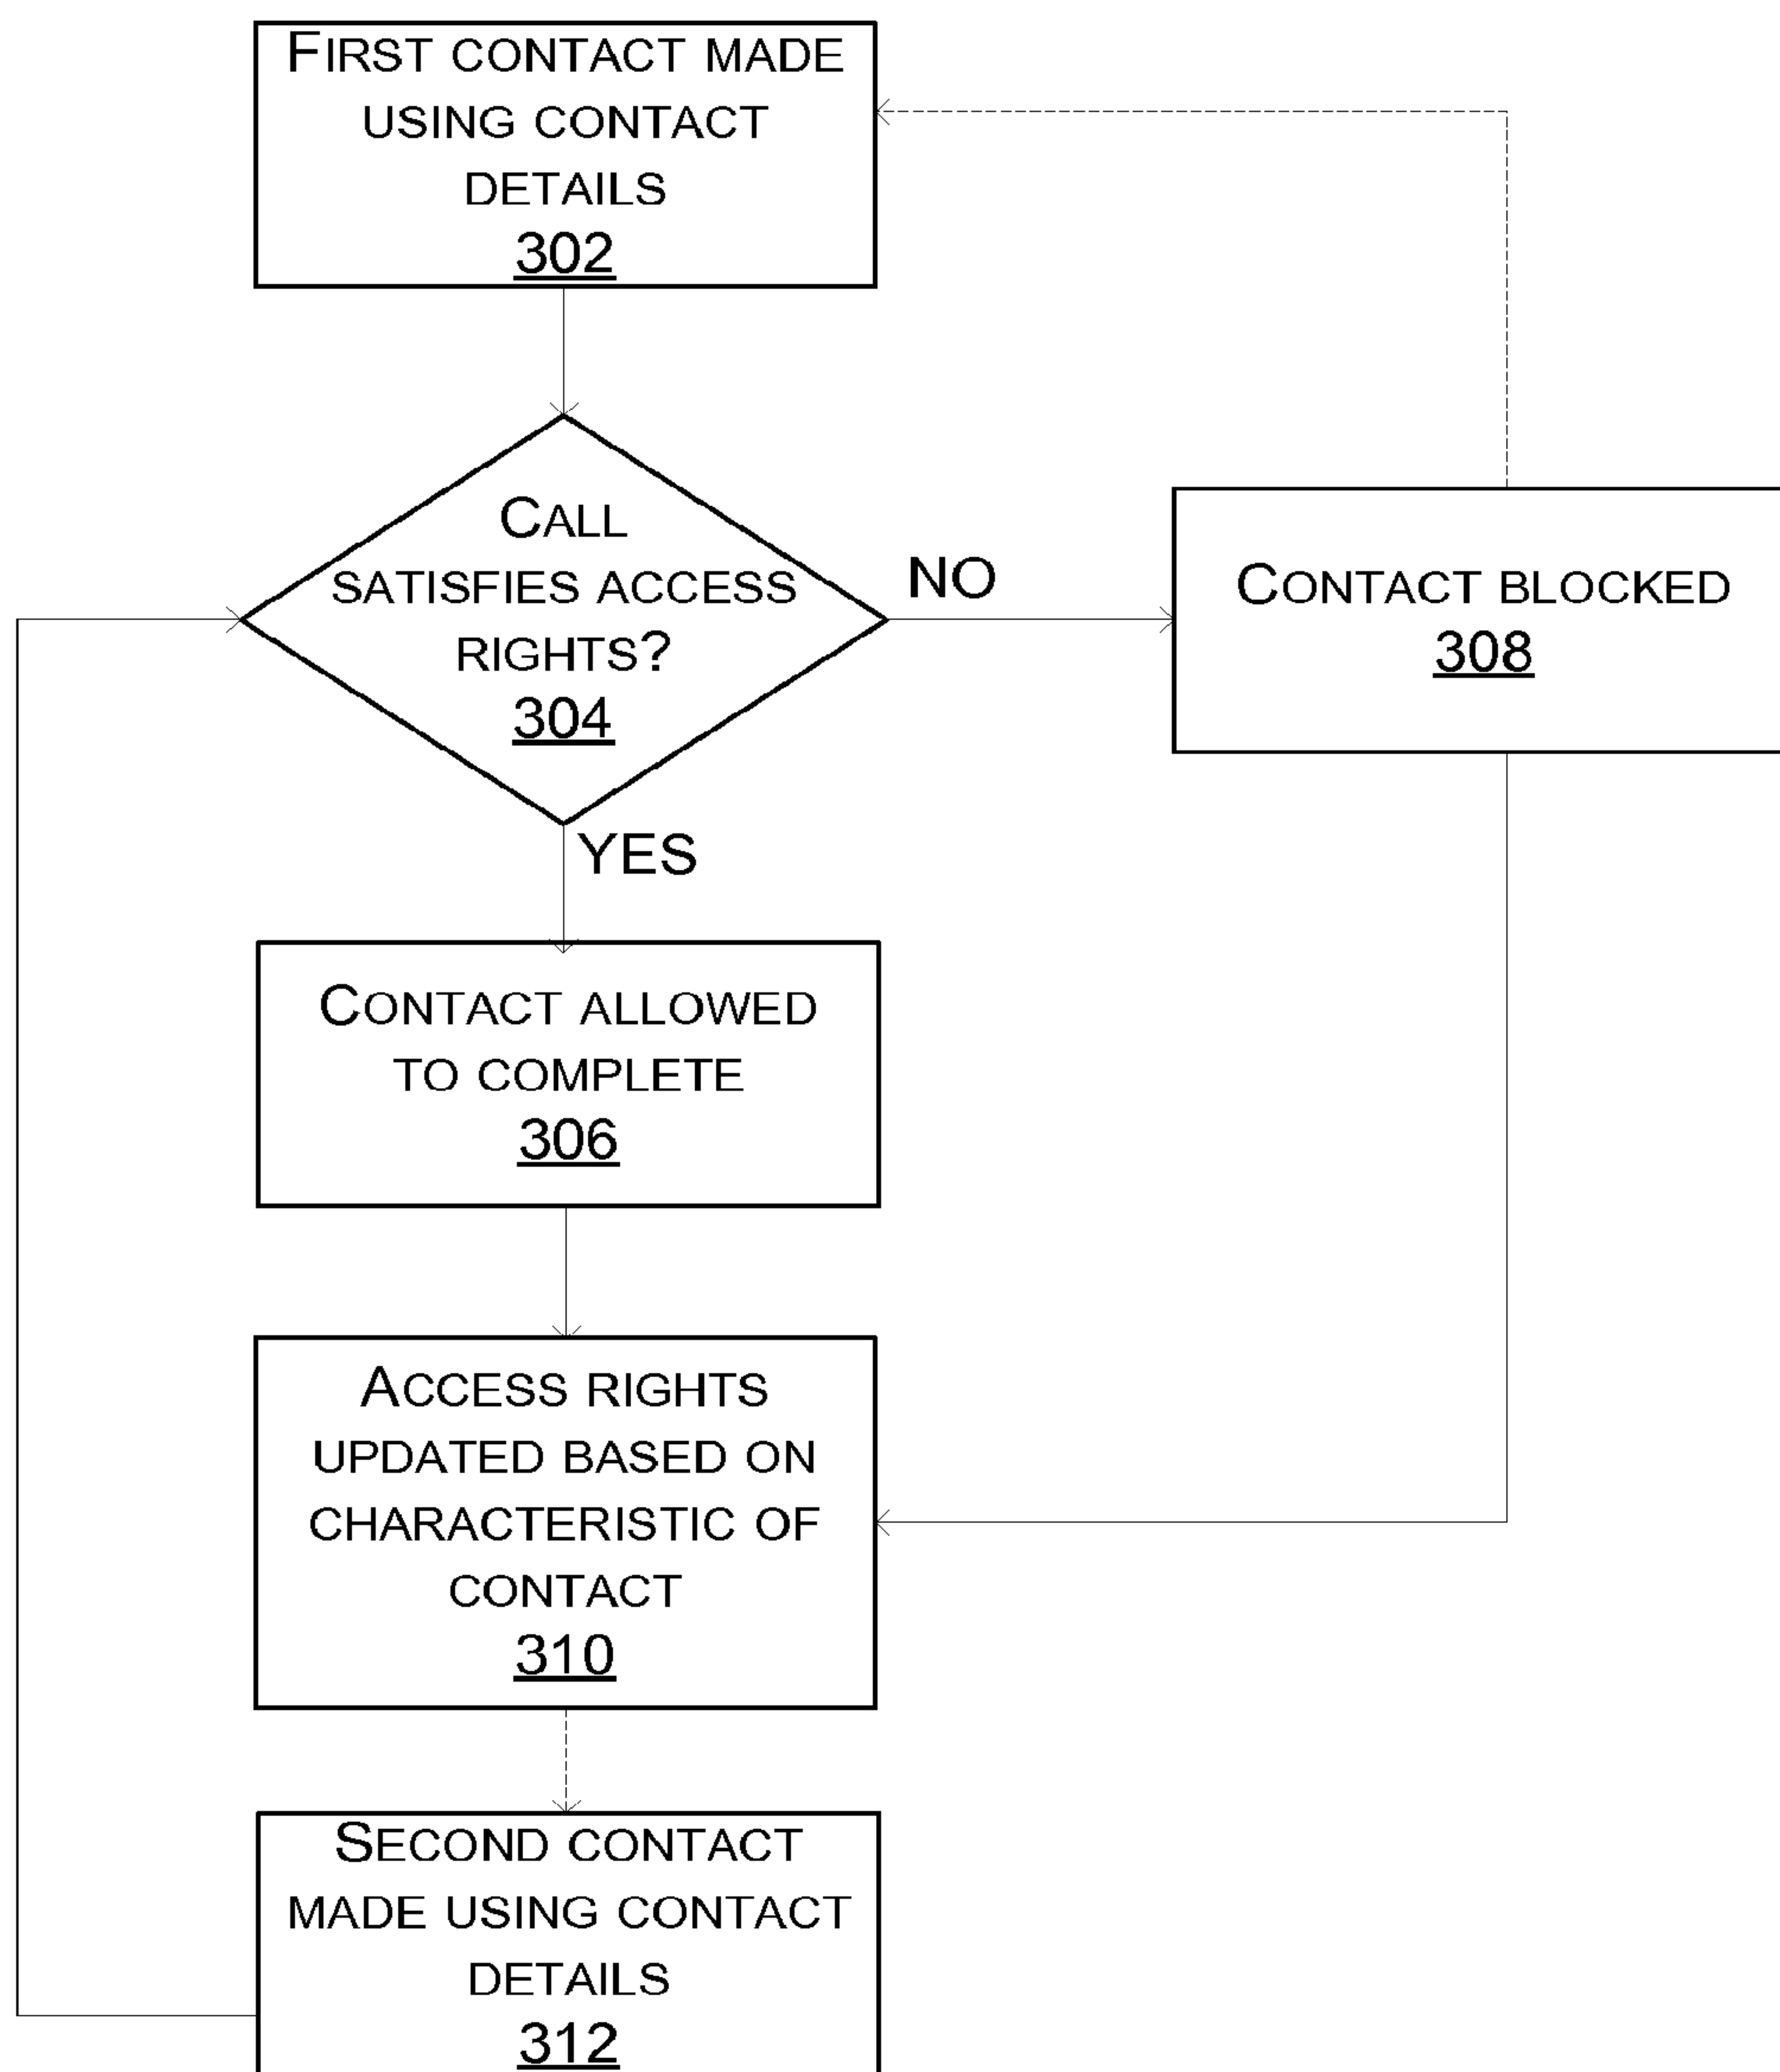 First contact made
using contact
details
302
Call
satisfies access
rights?
304
NO
Contact blocked
308
YES
Contact allowed
to complete
306
Access rights
updated based on
characteristic of
contact
310
Second contact
made using contact
details
312